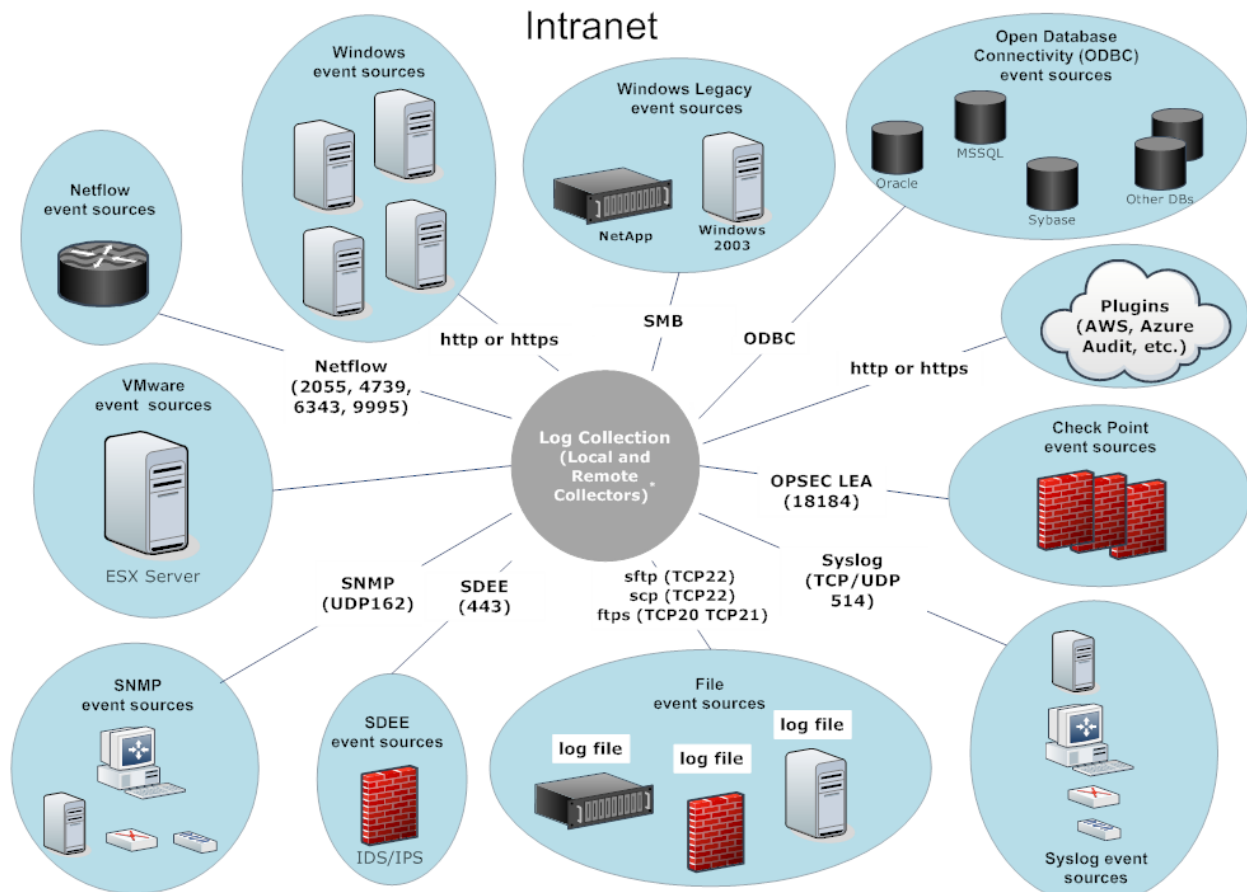 Intranet
Windows
event sources
Windows Legacy
event sources
NetApp
Windows
2003
Open Database
Connectivity (ODBC)
event sources
Oracle
MSSQL
Sybase
Other DBs
Netflow
event sources
Plugins
(AWS, Azure
Audit, etc.)
http or https
SMB
ODBC
http or https
Netflow
(2055, 4739,
6343, 9995)
VMware
event sources
ESX Server
Log Collection
(Local and
Remote
Collectors)*
Check Point
event sources
OPSEC LEA
(18184)
SNMP
(UDP162)
SDEE
(443)
sftp (TCP22)
scp (TCP22)
ftps (TCP20 TCP21)
Syslog
(TCP/UDP
514)
SNMP
event sources
SDEE
event sources
IDS/IPS
File
event sources
log file
log file
log file
Syslog event
sources